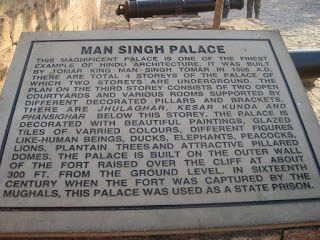 MAN SINGH PALACE
THIS MAGNIFICENT PALACE IS ONE OF THE FINEST
EXAMPLE OF HINDU ARCHITECTURE. IT WAS BUILT
BY TOMAR KING MAN SINGH TOMAR IN 1508 A.D.
THERE ARE TOTAL 4 STOREYS OF THE PALACE OF
WHICH TWO STOREYS ARE UNDERGROUND. THE
PLAN ON THE THIRD STOREY CONSISTS OF TWO OPEN
COURTYARDS AND VARIOUS ROOMS SUPPORTED BY
DIFFERENT DECORATED PILLARS AND BRACKETS.
THERE ARE JHULAGHAR, KESAR KUNDA AND
PHANSIGHAR BELOW THIS STOREY. THE PALACE IS
DECORATED WITH BEAUTIFUL PAINTINGS, GLAZED
TILES OF VARRIED COLOURS, DIFFERENT FIGURES
LIKE-HUMAN BEINGS, DUCKS, ELEPHANTS, PEACOCKS,
LIONS, PLANTAIN TREES AND ATTRACTIVE PILLARED
DOMES. THE PALACE IS BUILT ON THE OUTER WALL
OF THE FORT RAISED OVER THE CLIFF AT ABOUT
300 FT. FROM THE GROUND LEVEL. IN SIXTEENTH
CENTURY WHEN THE FORT WAS CAPTURED BY THE
MUGHALS, THIS PALACE WAS USED AS A STATE PRISON.